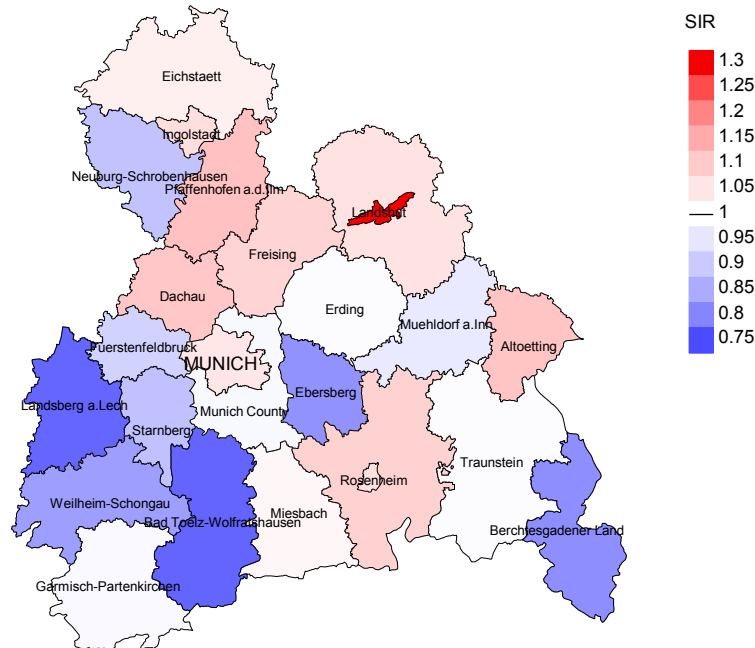 SIR
1.3
1.25
1.2
1.15
1.1
1.05
1
0.95
0.9
0.85
0.8
0.75
Eichstaett
Ingolstadt
Neuburg-Schrobenhausen
Pfaffenhofen a.d.Ilm
Landshut
Freising
Dachau
Erding
Muehldorf a.Inn
Altoetting
Fuerstenfeldbruck
MUNICH
Ebersberg
Landsberg a.Lech
Munich County
Starnberg
Traunstein
Rosenheim
Weilheim-Schongau
Miesbach
Bad Toelz-Wolfratshausen
Berchtesgadener Land
Garmisch-Partenkirchen